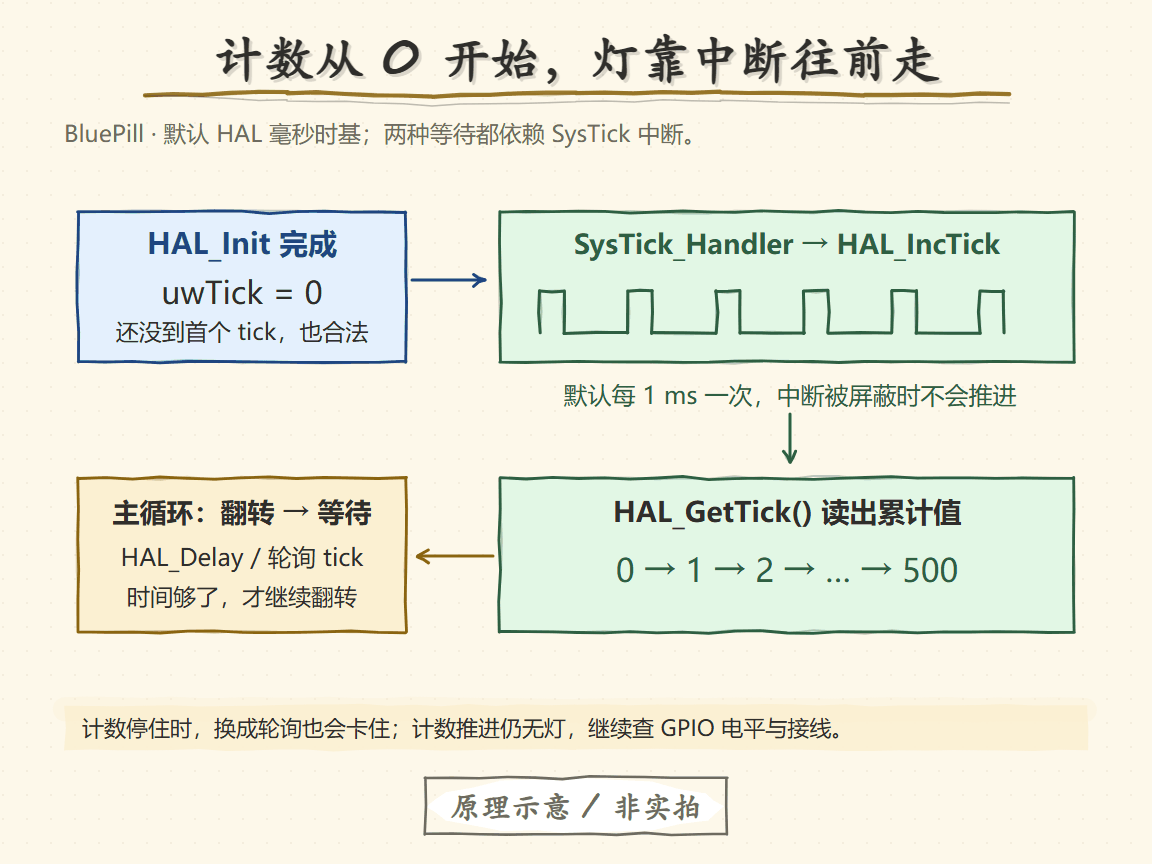 计数从 0 开始，灯靠中断往前走
BluePill · 默认 HAL 毫秒时基；两种等待都依赖 SysTick 中断。
HAL_Init 完成
uwTick = 0
还没到首个 tick，也合法
SysTick_Handler → HAL_IncTick
默认每 1 ms 一次，中断被屏蔽时不会推进
主循环：翻转 → 等待
HAL_Delay / 轮询 tick
时间够了，才继续翻转
HAL_GetTick() 读出累计值
0 → 1 → 2 → … → 500
计数停住时，换成轮询也会卡住；计数推进仍无灯，继续查 GPIO 电平与接线。
原理示意 / 非实拍